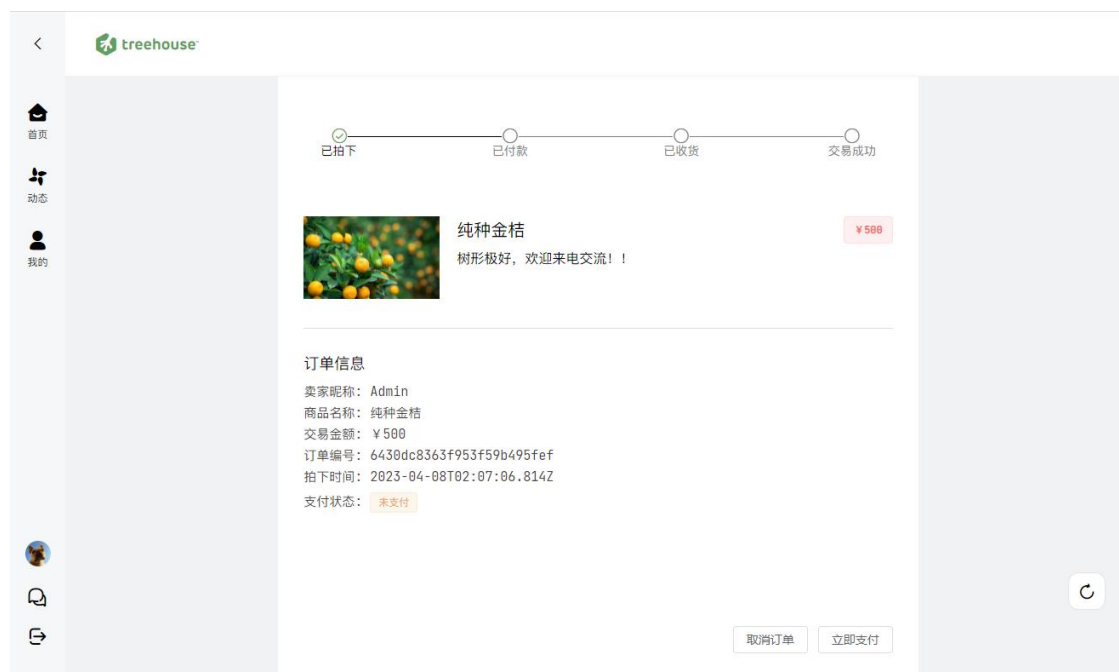 treehouse
首页
动态
我的
已拍下
已付款
已收货
交易成功
纯种金桔
¥500
树形极好，欢迎来电交流！！
订单信息
卖家昵称: Admin
商品名称: 纯种金桔
交易金额: ¥500
订单编号: 6430dc8363f953f59b495fef
拍下时间: 2023-04-08T02:07:06.814Z
支付状态: 未支付
取消订单
立即支付